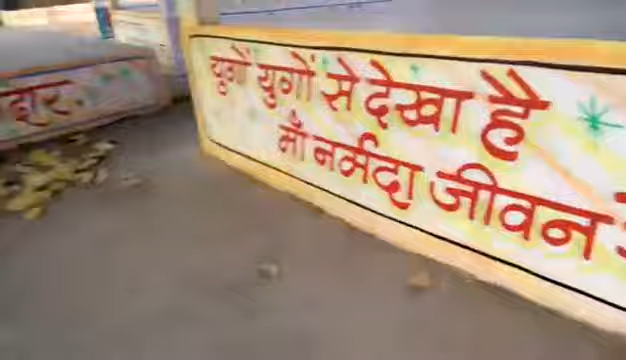 युगों युगों से देखा है
माँ नर्मदा जीवन